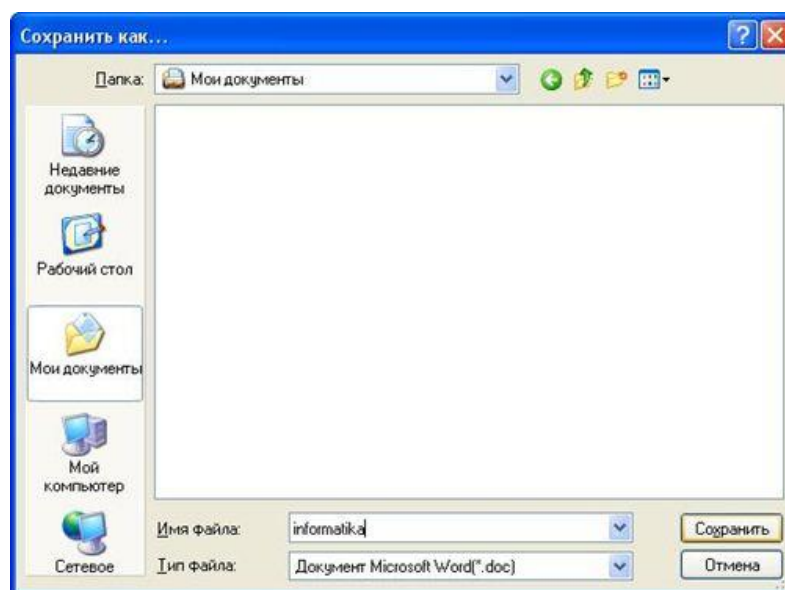 Сохранить как...
Папка:
Мои документы
Недавние
документы
Рабочий стол
Мои документы
Мой
компьютер
Сетевое
Имя файла:
informatika
Сохранить
Тип файла:
Документ Microsoft Word(*.doc)
Отмена